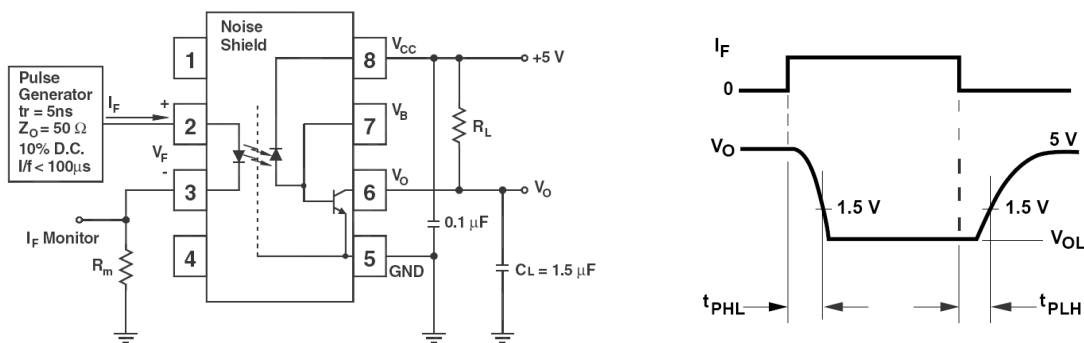 Noise
Shield
Pulse
Generator
tr = 5ns
ZO = 50 Ω
10% D.C.
I/f < 100μs
IF
+
VF
-
IF Monitor
Rm
1
2
3
4
8
7
6
5
VCC
VB
VO
GND
+5 V
RL
VO
0.1 μF
CL = 1.5 μF
IF
0
VO
5 V
1.5 V
1.5 V
VOL
tPHL
tPLH